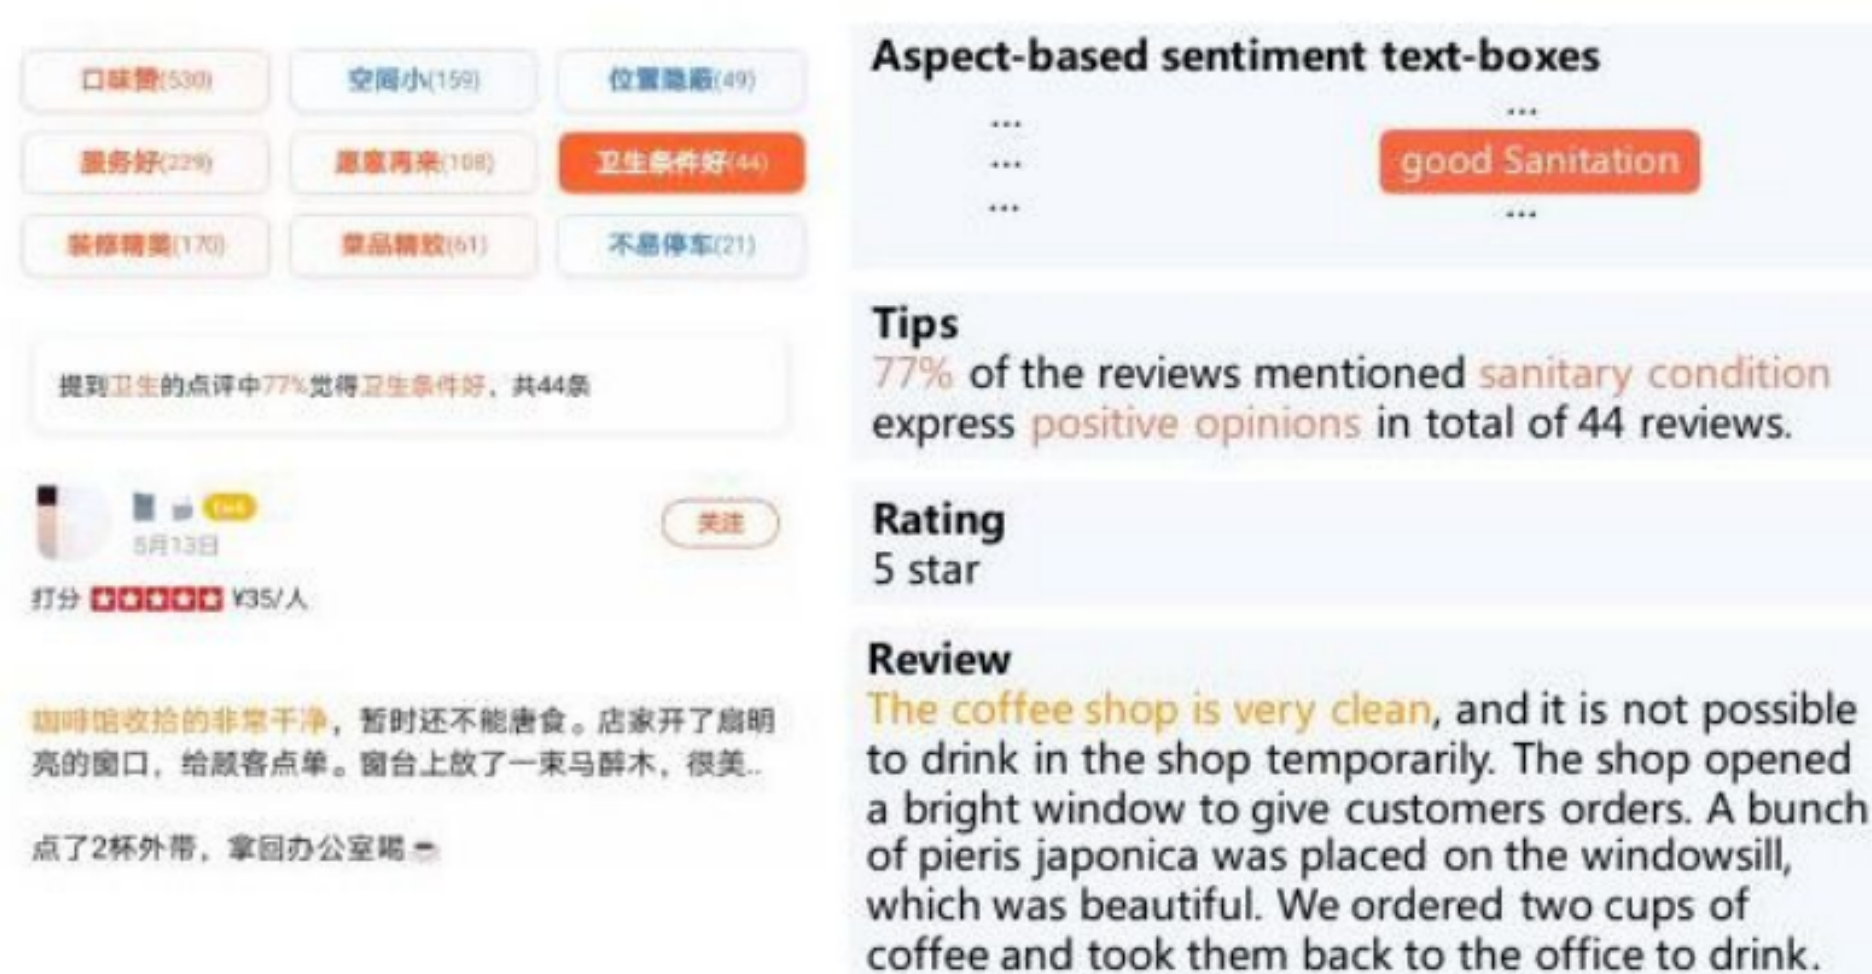 口味赞(530) 空间小(159) 位置隐蔽(49)
服务好(229) 愿意再来(108) 卫生条件好(44)
装修精美(170) 菜品精致(61) 不易停车(21)
提到卫生的点评中77%觉得卫生条件好，共44条
5月13日
关注
打分 ¥35/人
咖啡馆收拾的非常干净，暂时还不能唐食。店家开了扇明
亮的窗口，给顾客点单。窗台上放了一束马醉木，很美..
点了2杯外带，拿回办公室喝
Aspect-based sentiment text-boxes
... ...
... good Sanitation
... ...
Tips
77% of the reviews mentioned sanitary condition
express positive opinions in total of 44 reviews.
Rating
5 star
Review
The coffee shop is very clean, and it is not possible
to drink in the shop temporarily. The shop opened
a bright window to give customers orders. A bunch
of pieris japonica was placed on the windowsill,
which was beautiful. We ordered two cups of
coffee and took them back to the office to drink.